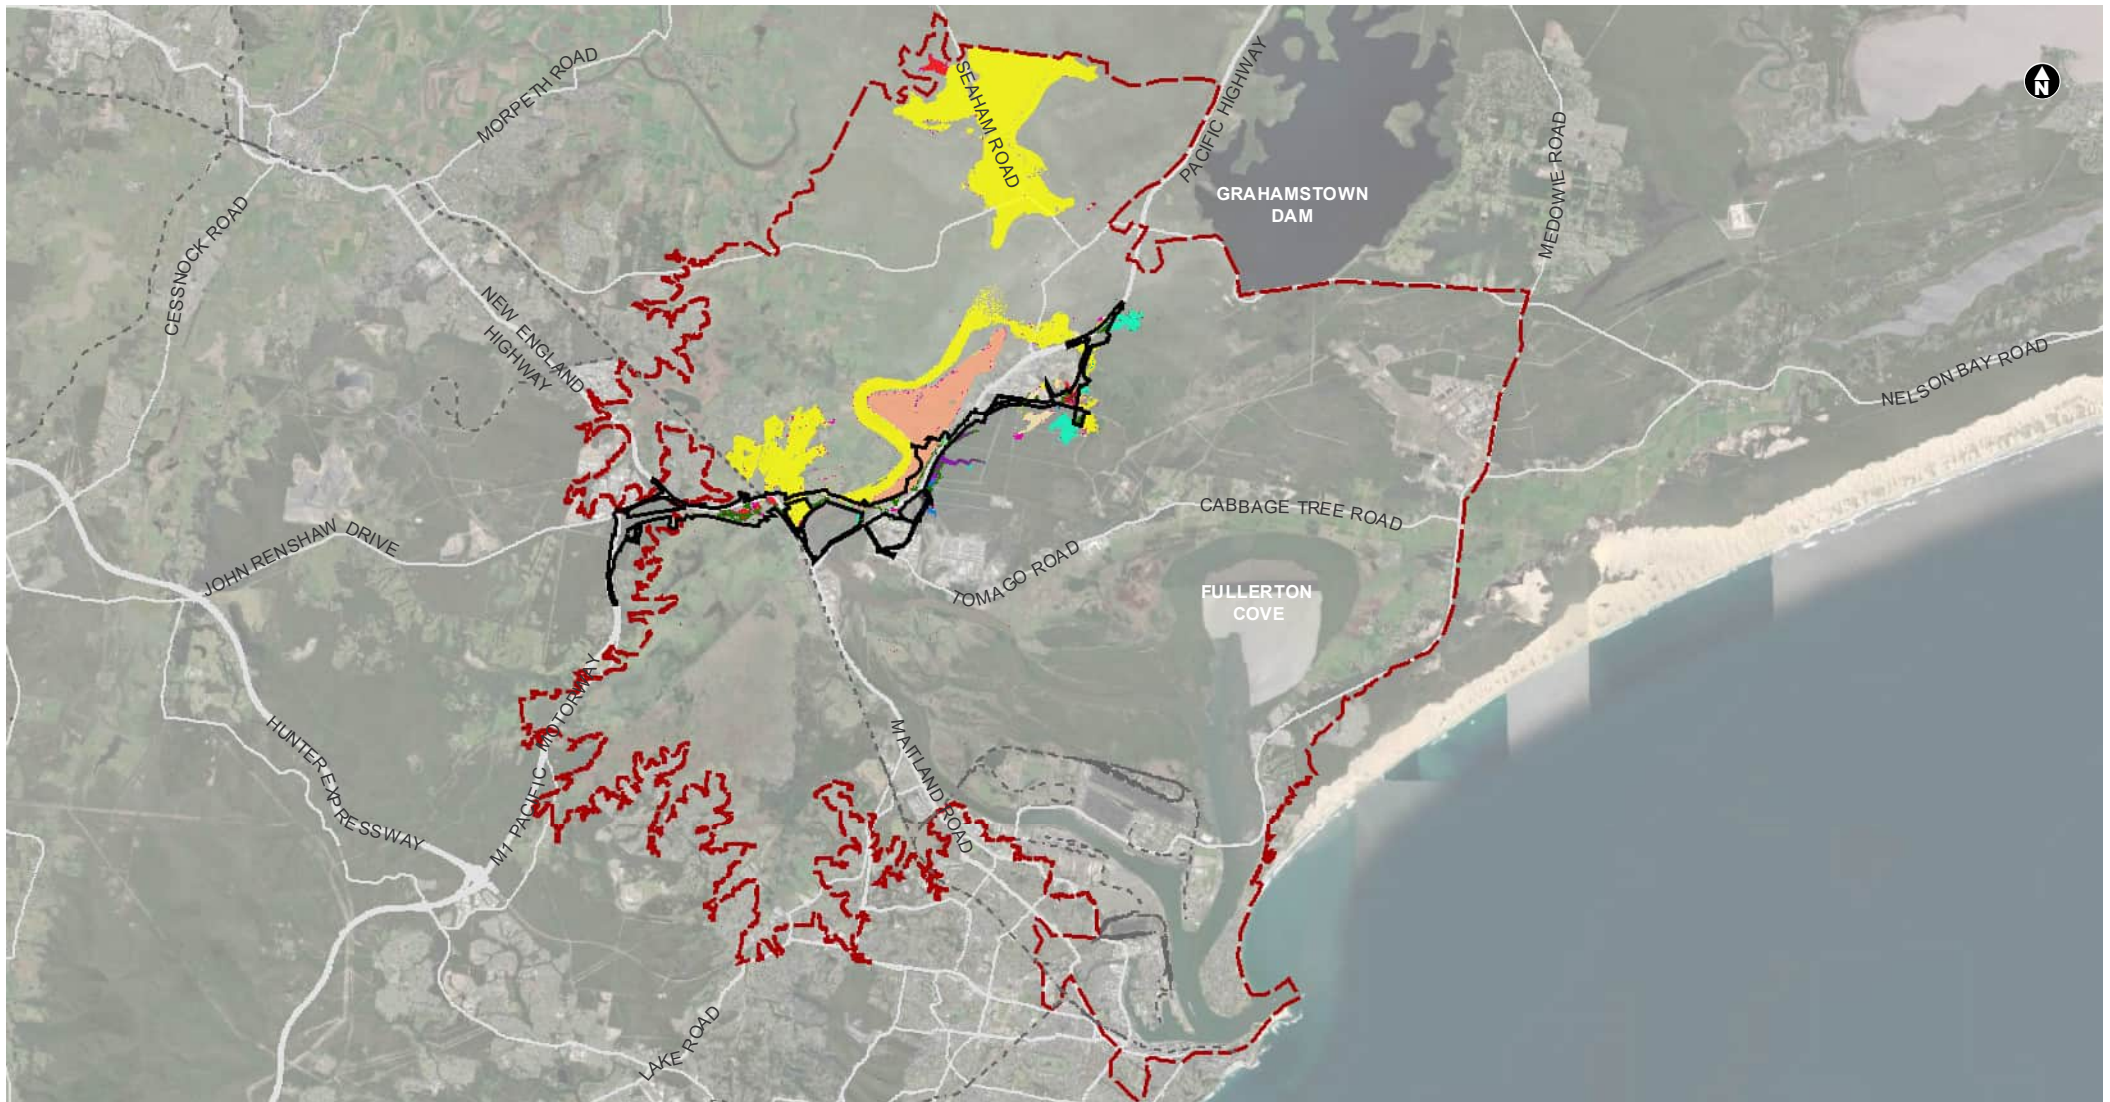 MORPETH ROAD
SEAHAM ROAD
PACIFIC HIGHWAY
N
GRAHAMSTOWN
DAM
MEDOWIE ROAD
CESSNOCK ROAD
NEW ENGLAND
HIGHWAY
NELSON BAY ROAD
JOHN RENSHAW DRIVE
CABBAGE TREE ROAD
TOMAGO ROAD
FULLERTON
COVE
HUNTER EXPRESSWAY
M1 PACIFIC MOTORWAY
MAITLAND ROAD
LAKE ROAD